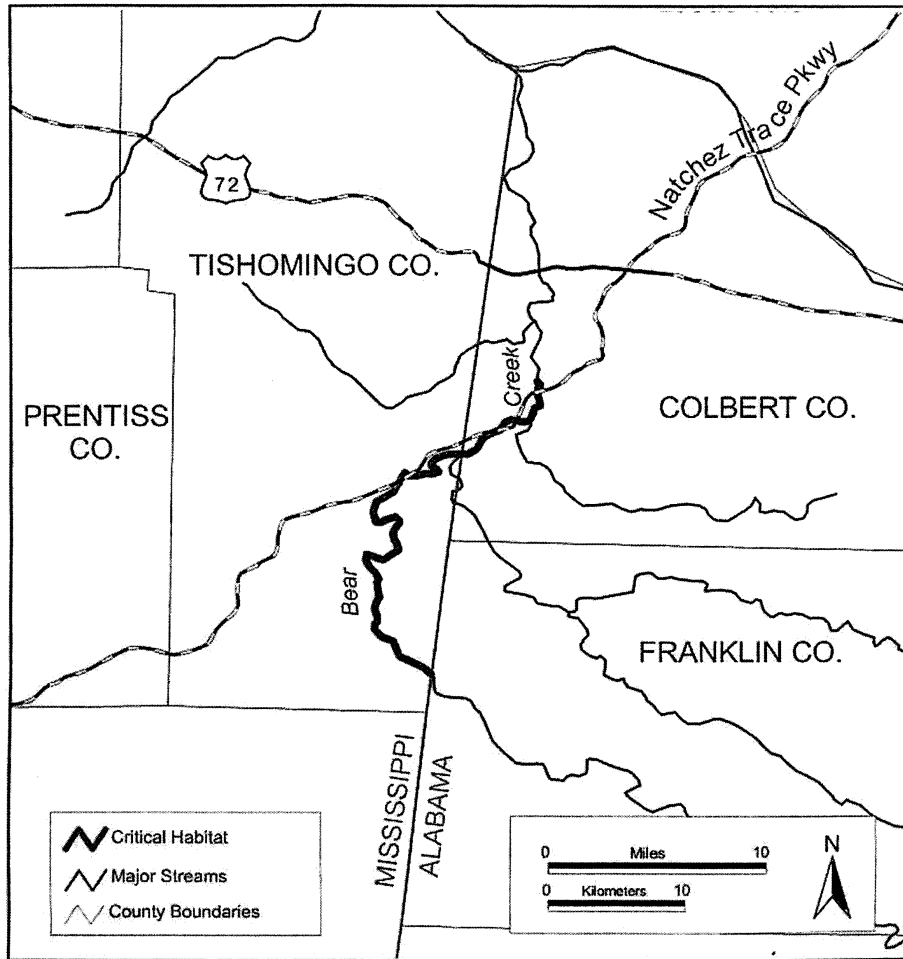 Natchez Trace Pkwy
72
TISHOMINGO CO.
Creek
PRENTISS
CO.
COLBERT CO.
Bear
FRANKLIN CO.
MISSISSIPPI
ALABAMA
Critical Habitat
Major Streams
County Boundaries
0 Miles 10
0 Kilometers 10
N